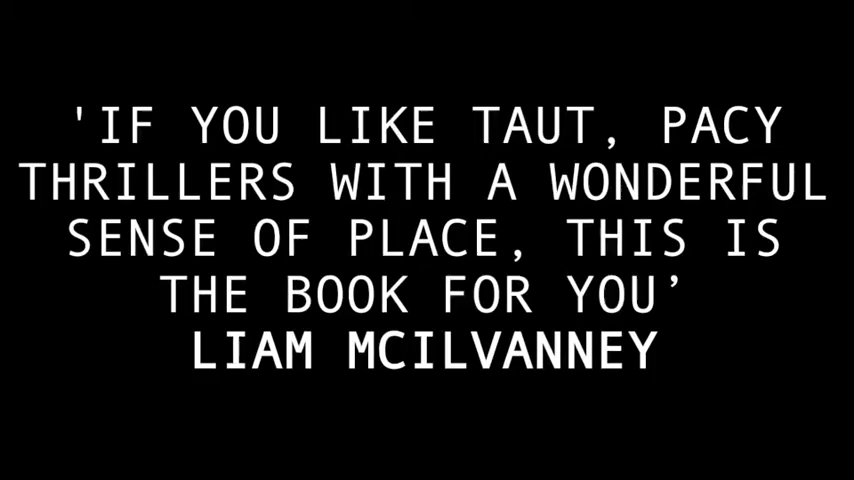 'IF YOU LIKE TAUT, PACY
THRILLERS WITH A WONDERFUL
SENSE OF PLACE, THIS IS
THE BOOK FOR YOU’
LIAM MCILVANNEY